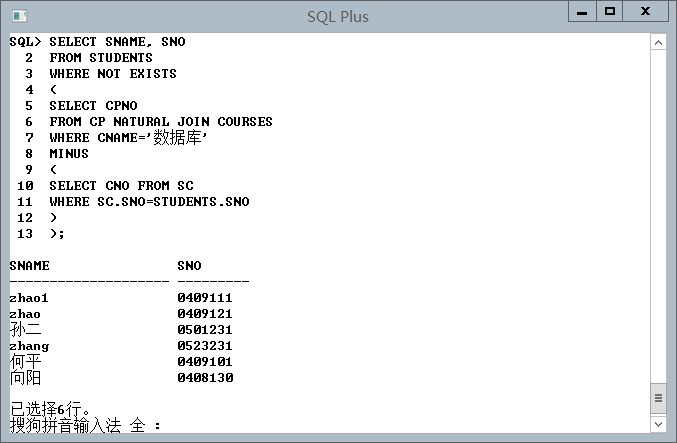 SQL Plus
SQL> SELECT SNAME, SNO
2 FROM STUDENTS
3 WHERE NOT EXISTS
4 (
5 SELECT CPNO
6 FROM CP NATURAL JOIN COURSES
7 WHERE CNAME='数据库'
8 MINUS
9 (
10 SELECT CNO FROM SC
11 WHERE SC.SNO=STUDENTS.SNO
12 )
13 );
SNAME SNO
-------------------- ---------
zhao1 0409111
zhao 0409121
孙二 0501231
zhang 0523231
何平 0409101
向阳 0408130
已选择6行。
搜狗拼音输入法 全 :